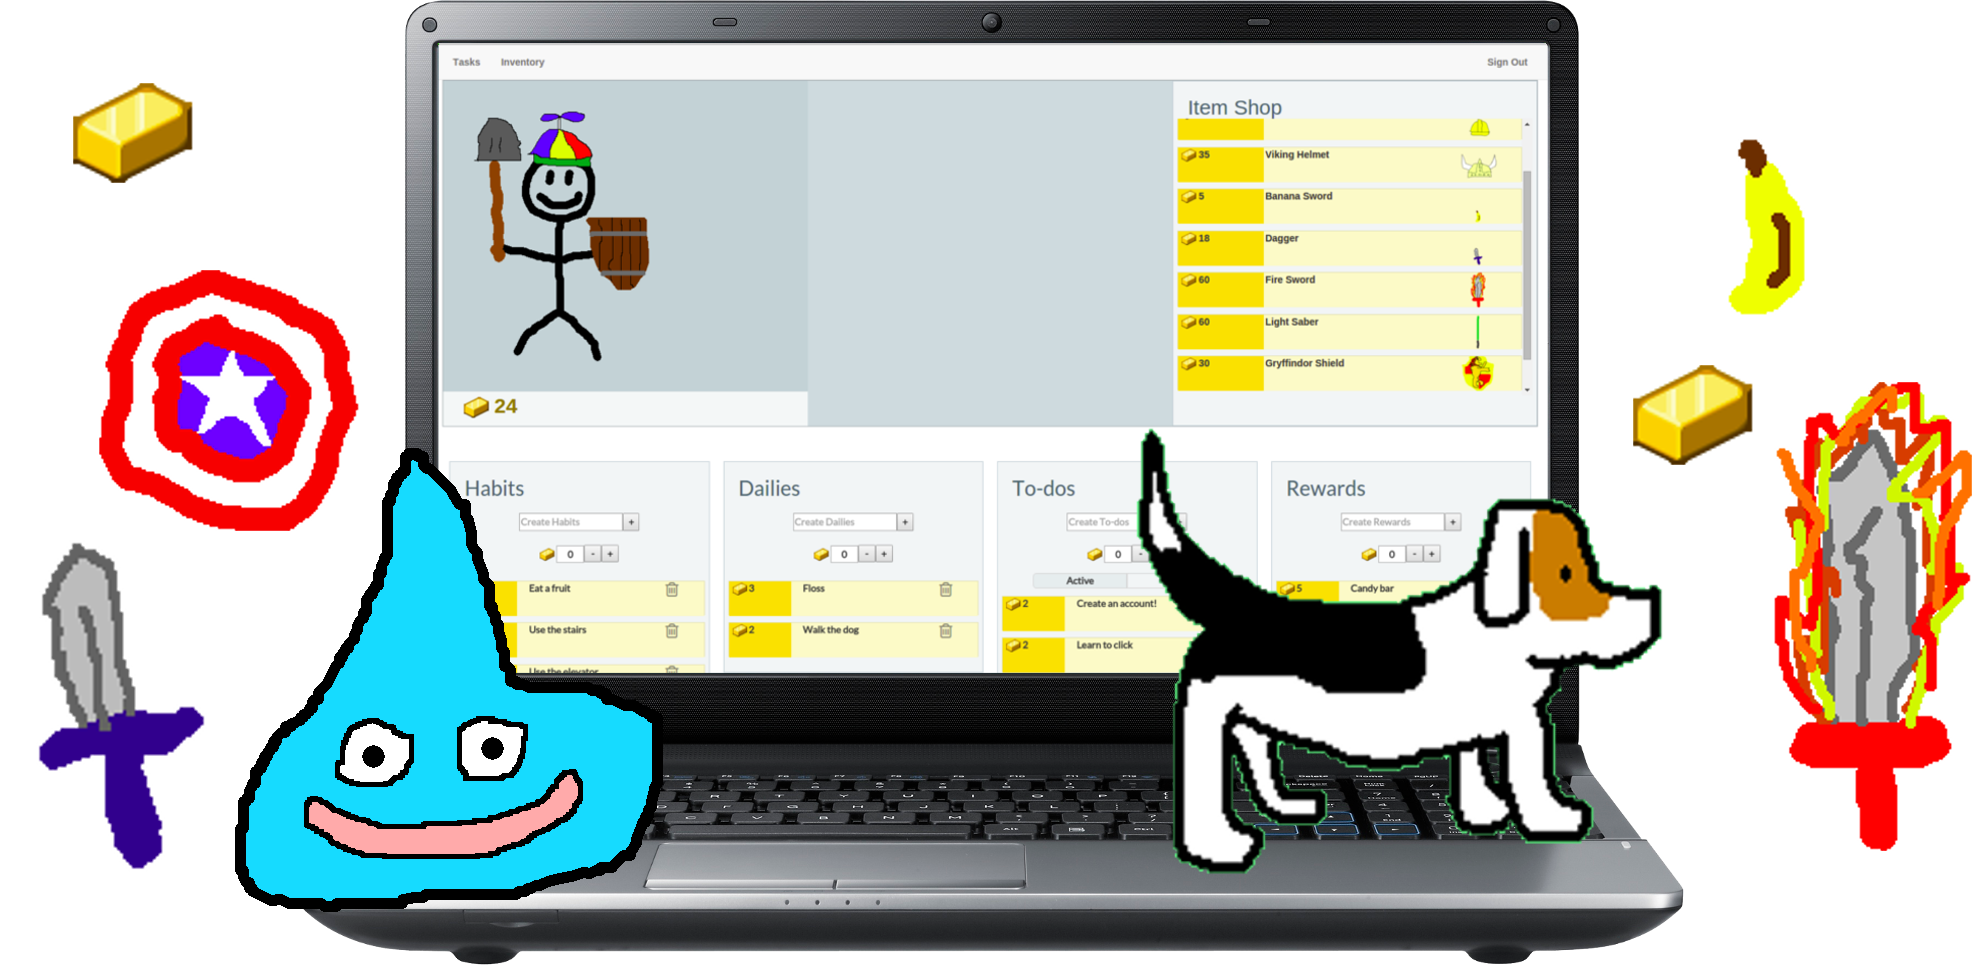 Tasks Inventory Sign Out
Item Shop
35 Viking Helmet
5 Banana Sword
18 Dagger
60 Fire Sword
60 Light Saber
30 Gryffindor Shield
24
Habits
Create Habits +
0 - +
Eat a fruit
Use the stairs
Use the elevator
Dailies
Create Dailies +
0 - +
3 Floss
2 Walk the dog
To-dos
Create To-dos
0 -
Active
2 Create an account!
2 Learn to click
Rewards
Create Rewards +
0 - +
5 Candy bar